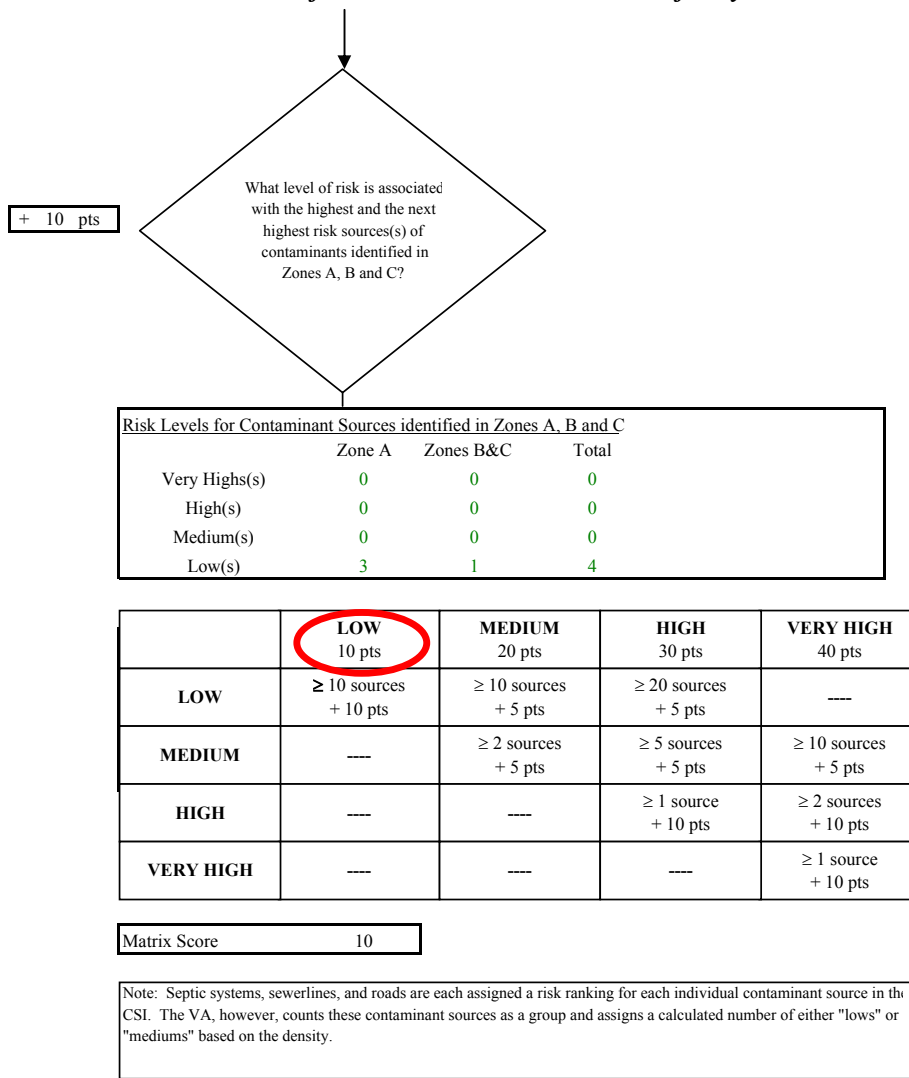 What level of risk is associated
with the highest and the next
highest risk sources(s) of
contaminants identified in
Zones A, B and C?
+ 10 pts
Risk Levels for Contaminant Sources identified in Zones A, B and C
Zone A Zones B&C Total
Very Highs(s) 0 0 0
High(s) 0 0 0
Medium(s) 0 0 0
Low(s) 3 1 4
LOW MEDIUM HIGH VERY HIGH
10 pts 20 pts 30 pts 40 pts
LOW ≥ 10 sources ≥ 10 sources ≥ 20 sources ----
+ 10 pts + 5 pts + 5 pts
MEDIUM ---- ≥ 2 sources ≥ 5 sources ≥ 10 sources
+ 5 pts + 5 pts + 5 pts
HIGH ---- ---- ≥ 1 source ≥ 2 sources
+ 10 pts + 10 pts
VERY HIGH ---- ---- ---- ≥ 1 source
+ 10 pts
Matrix Score 10
Note: Septic systems, sewerlines, and roads are each assigned a risk ranking for each individual contaminant source in the
CSI. The VA, however, counts these contaminant sources as a group and assigns a calculated number of either "lows" or
"mediums" based on the density.